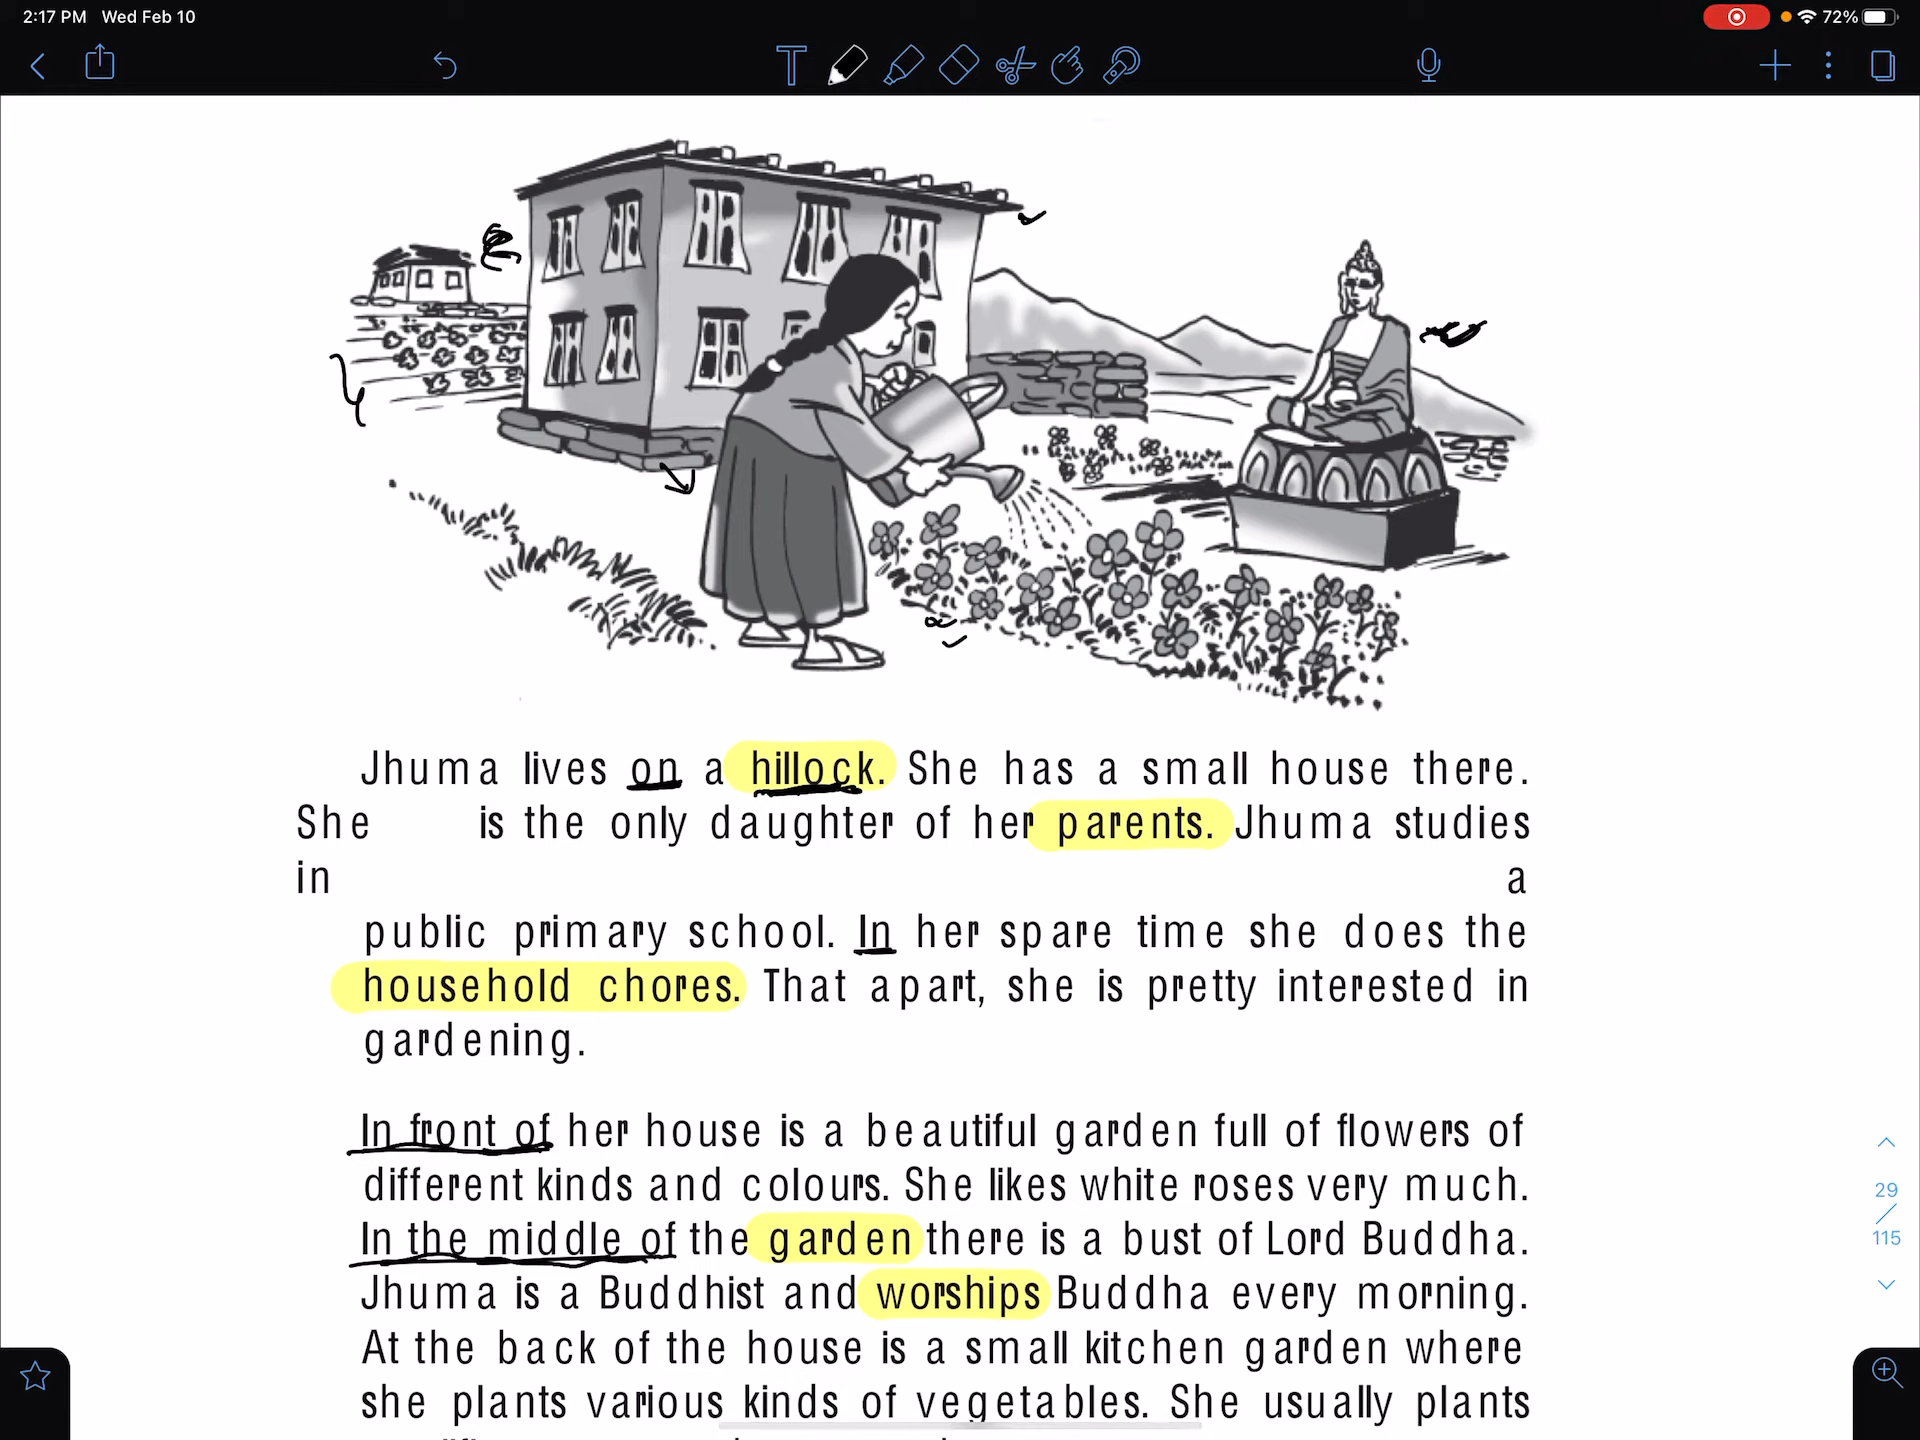 2:17 PM Wed Feb 10
72%
T
Jhuma lives on a hillock. She has a small house there.
She is the only daughter of her parents. Jhuma studies
in a
public primary school. In her spare time she does the
household chores. That apart, she is pretty interested in
gardening.
In front of her house is a beautiful garden full of flowers of
different kinds and colours. She likes white roses very much.
In the middle of the garden there is a bust of Lord Buddha.
Jhuma is a Buddhist and worships Buddha every morning.
At the back of the house is a small kitchen garden where
she plants various kinds of vegetables. She usually plants
29
/
115